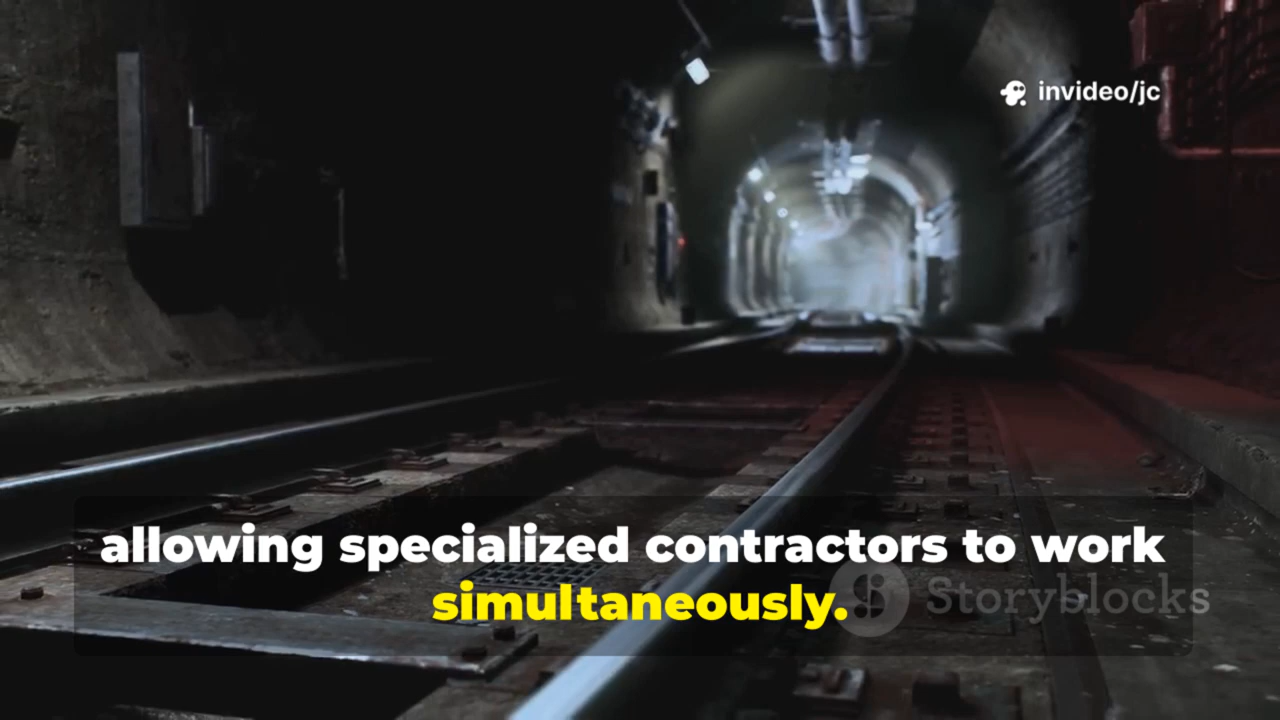 invideo/jc
allowing specialized contractors to work
simultaneously.
Storyblocks